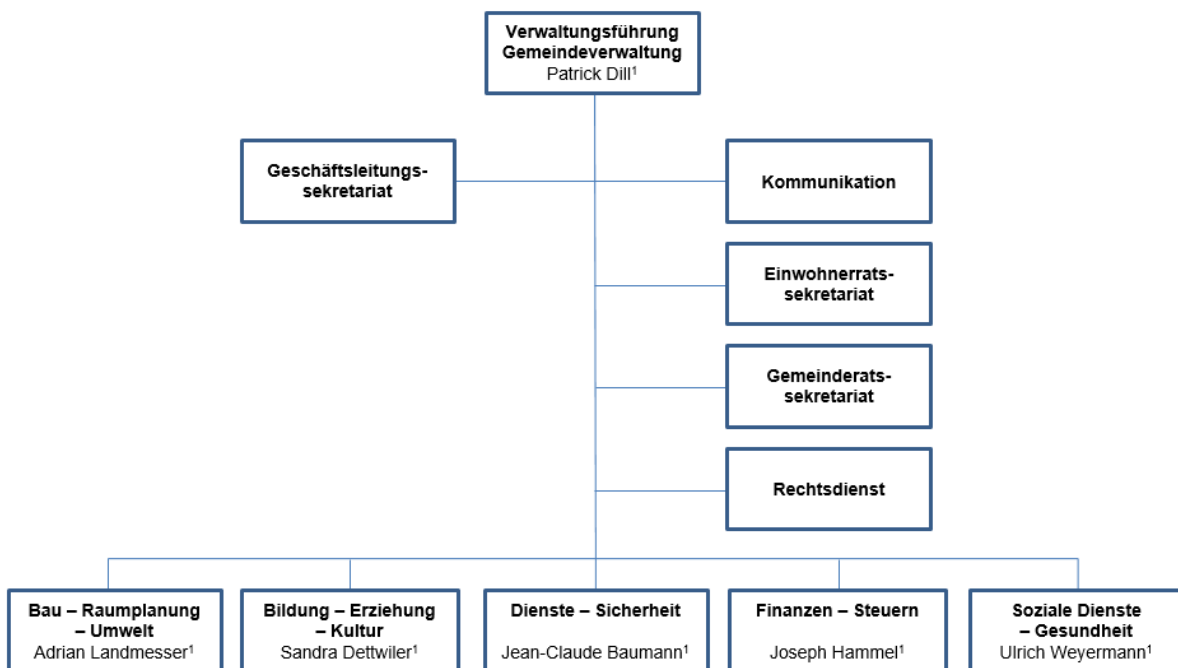 Verwaltungsführung
Gemeindeverwaltung
Patrick Dill¹
Geschäftsleitungs-
sekretariat
Kommunikation
Einwohnerrats-
sekretariat
Gemeinderats-
sekretariat
Rechtsdienst
Bau – Raumplanung
– Umwelt
Adrian Landmesser¹
Bildung – Erziehung
– Kultur
Sandra Dettwiler¹
Dienste – Sicherheit
Jean-Claude Baumann¹
Finanzen – Steuern
Joseph Hammel¹
Soziale Dienste
– Gesundheit
Ulrich Weyermann¹